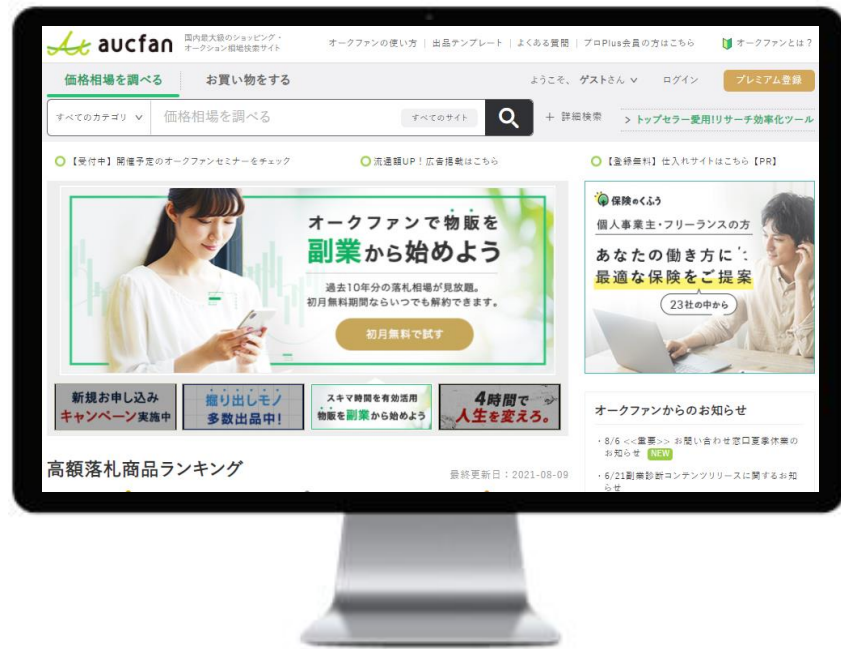 aucfan
国内最大級のショッピング・
オークション相場検索サイト
オークファンの使い方 | 出品テンプレート | よくある質問 | プロPlus会員の方はこちら
オークファンとは？
価格相場を調べる
お買い物をする
ようこそ、 ゲストさん
ログイン
プレミアム登録
すべてのカテゴリ
価格相場を調べる
すべてのサイト
＋ 詳細検索
> トップセラー愛用!リサーチ効率化ツール
【受付中】開催予定のオークファンセミナーをチェック
流通額UP！広告掲載はこちら
【登録無料】仕入れサイトはこちら【PR】
オークファンで物販を
副業から始めよう
過去10年分の落札相場が見放題。
初月無料期間ならいつでも解約できます。
初月無料で試す
保険のくふう
個人事業主・フリーランスの方
あなたの働き方に
最適な保険をご提案
23社の中から
新規お申し込み
キャンペーン実施中
掘り出しモノ
多数出品中!
スキマ時間を有効活用
物販を副業から始めよう
4時間で
人生を変えろ。
オークファンからのお知らせ
・8/6 <<重要>> お問い合わせ窓口夏季休業の
お知らせ NEW
・6/21副業診断コンテンツリリースに関するお知
らせ
高額落札商品ランキング
最終更新日：2021-08-09